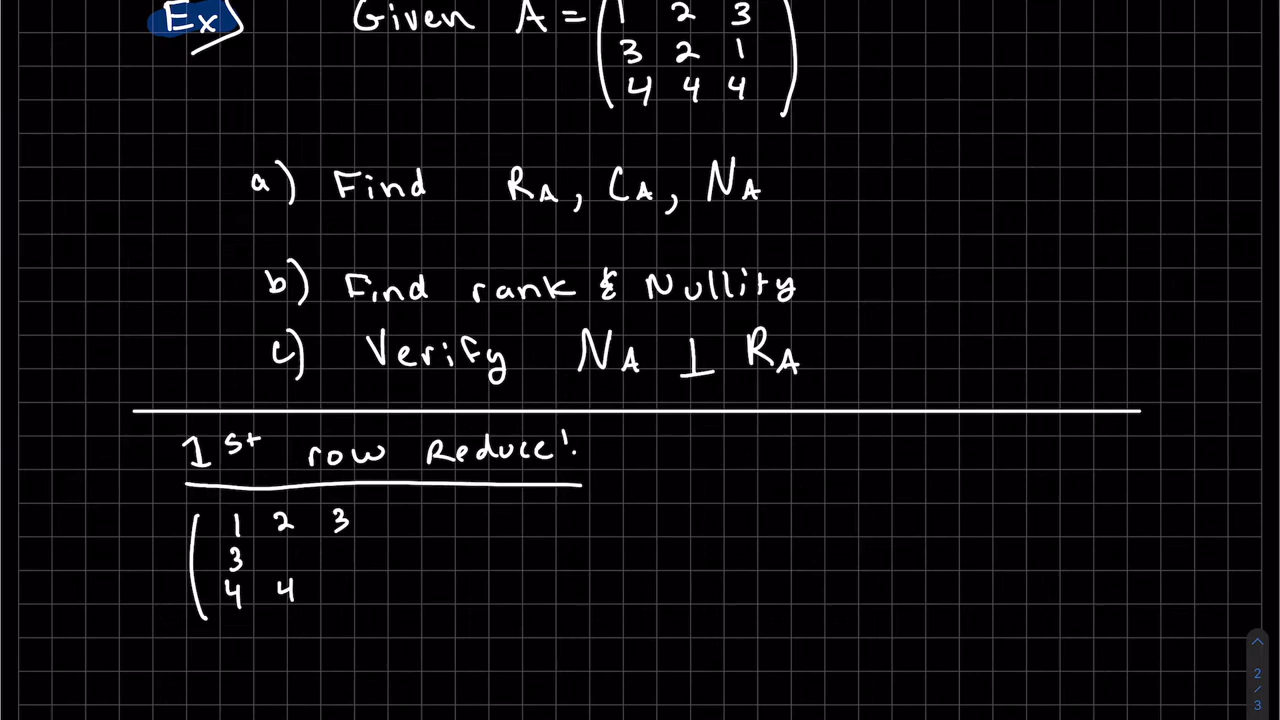 Ex Given A = ( 1 2 3
3 2 1
4 4 4 )
a) Find R_A, C_A, N_A
b) Find rank & Nullity
c) Verify N_A ⊥ R_A
1st row Reduce!
( 1 2 3
3
4 4
2 / 3